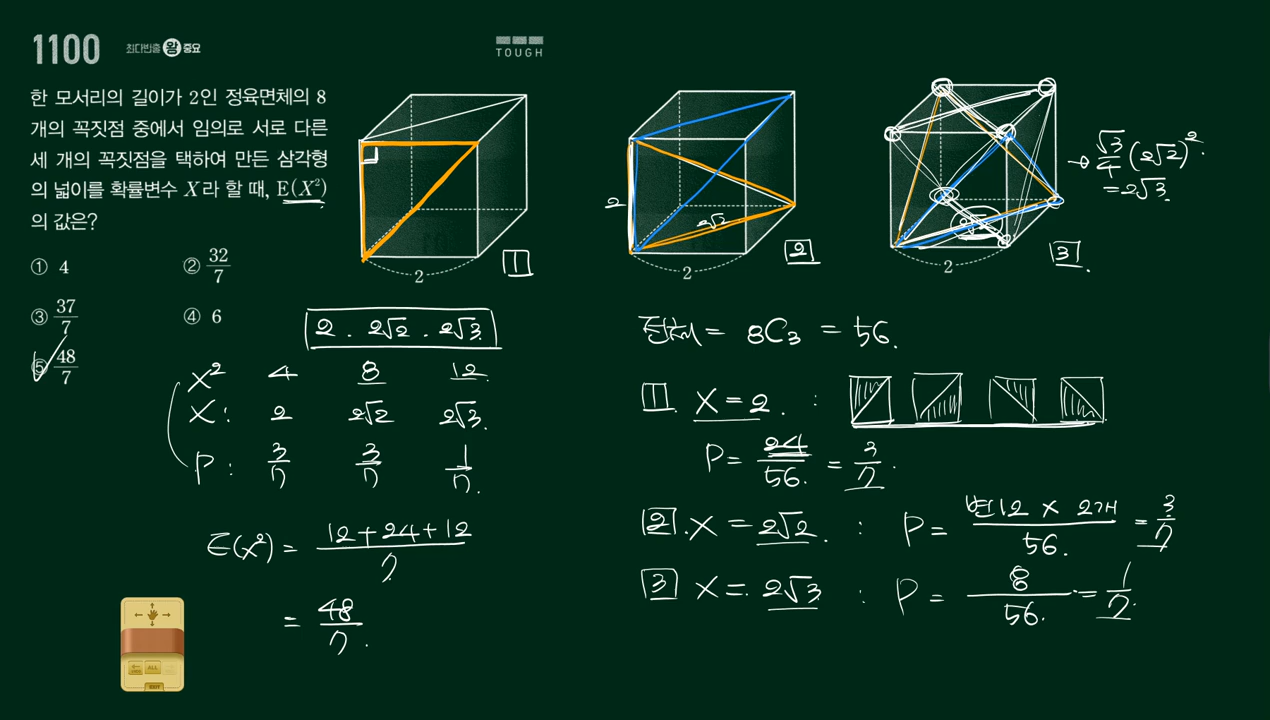 1100 최다빈출 왕 중요
TOUGH
한 모서리의 길이가 2인 정육면체의 8
개의 꼭짓점 중에서 임의로 서로 다른
세 개의 꼭짓점을 택하여 만든 삼각형
의 넓이를 확률변수 X라 할 때, E(X²)
의 값은?
① 4
② 32/7
③ 37/7
④ 6
⑤ 48/7
2
1
2
2√2
2
2
2
3
→ √3/4 (2√2)²
= 2√3.
2 . 2√2 . 2√3.
X² 4 8 12.
X : 2 2√2 2√3.
P : 3/7 3/7 1/7.
E(X²) = (12+24+12)/7
= 48/7.
전체 = 8C3 = 56.
1. X = 2. :
P = 24/56. = 3/7.
2. X = 2√2. : P = (변12 × 2개)/56. = 3/7
3 X = 2√3 : P = 8/56. = 1/7.
ALL
EXIT